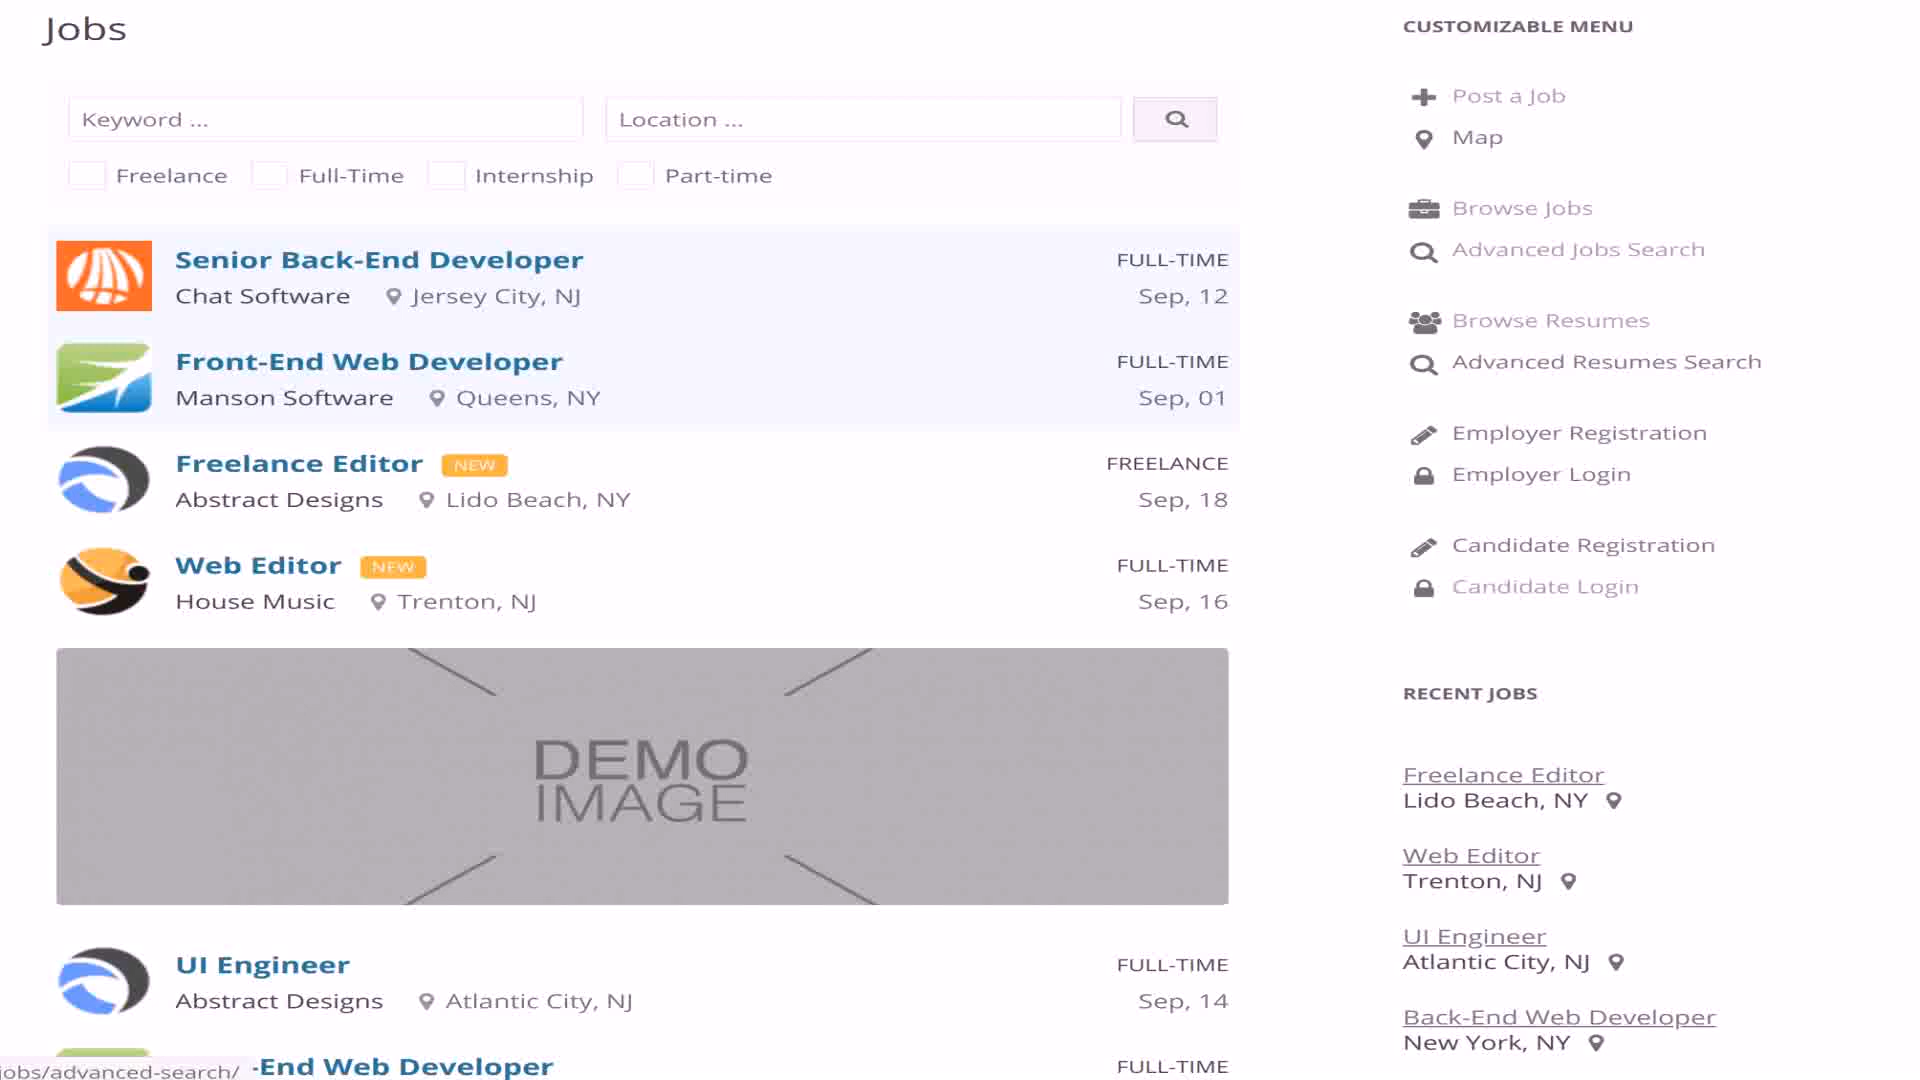 Jobs
Keyword ...
Location ...
Freelance
Full-Time
Internship
Part-time
Senior Back-End Developer
FULL-TIME
Chat Software
Jersey City, NJ
Sep, 12
Front-End Web Developer
FULL-TIME
Manson Software
Queens, NY
Sep, 01
Freelance Editor
NEW
FREELANCE
Abstract Designs
Lido Beach, NY
Sep, 18
Web Editor
NEW
FULL-TIME
House Music
Trenton, NJ
Sep, 16
DEMO
IMAGE
UI Engineer
FULL-TIME
Abstract Designs
Atlantic City, NJ
Sep, 14
-End Web Developer
FULL-TIME
jobs/advanced-search/
CUSTOMIZABLE MENU
Post a Job
Map
Browse Jobs
Advanced Jobs Search
Browse Resumes
Advanced Resumes Search
Employer Registration
Employer Login
Candidate Registration
Candidate Login
RECENT JOBS
Freelance Editor
Lido Beach, NY
Web Editor
Trenton, NJ
UI Engineer
Atlantic City, NJ
Back-End Web Developer
New York, NY